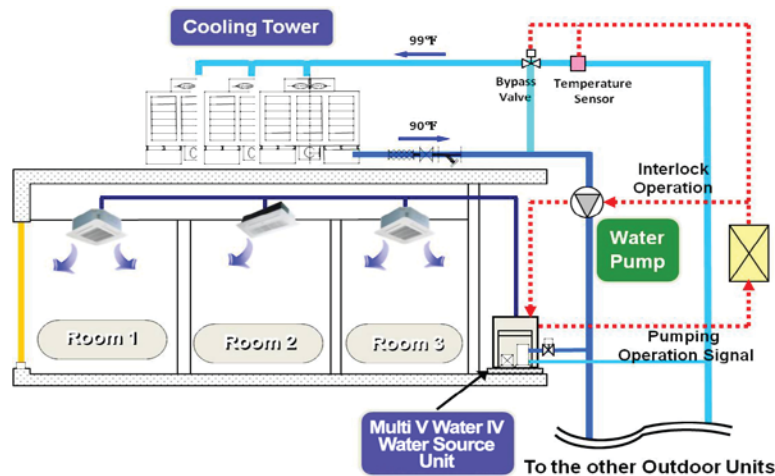 Cooling Tower
99°F
Bypass
Valve
Temperature
Sensor
90°F
Interlock
Operation
Water
Pump
Room 1
Room 2
Room 3
Pumping
Operation Signal
Multi V Water IV
Water Source
Unit
To the other Outdoor Units